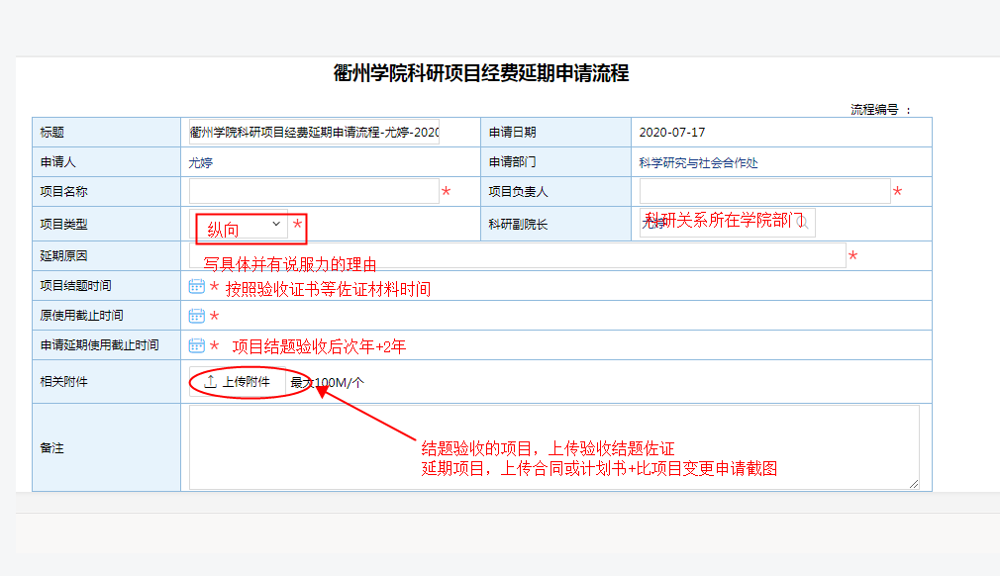 衢州学院科研项目经费延期申请流程
流程编号 ：
标题 衢州学院科研项目经费延期申请流程-尤婷-2020 申请日期 2020-07-17
申请人 尤婷 申请部门 科学研究与社会合作处
项目名称 * 项目负责人 *
项目类型 纵向 * 科研副院长 尤婷 科研关系所在学院部门
延期原因 写具体并有说服力的理由 *
项目结题时间 * 按照验收证书等佐证材料时间
原使用截止时间 *
申请延期使用截止时间 * 项目结题验收后次年+2年
相关附件 上传附件 最大100M/个
备注
结题验收的项目，上传验收结题佐证
延期项目，上传合同或计划书+比项目变更申请截图